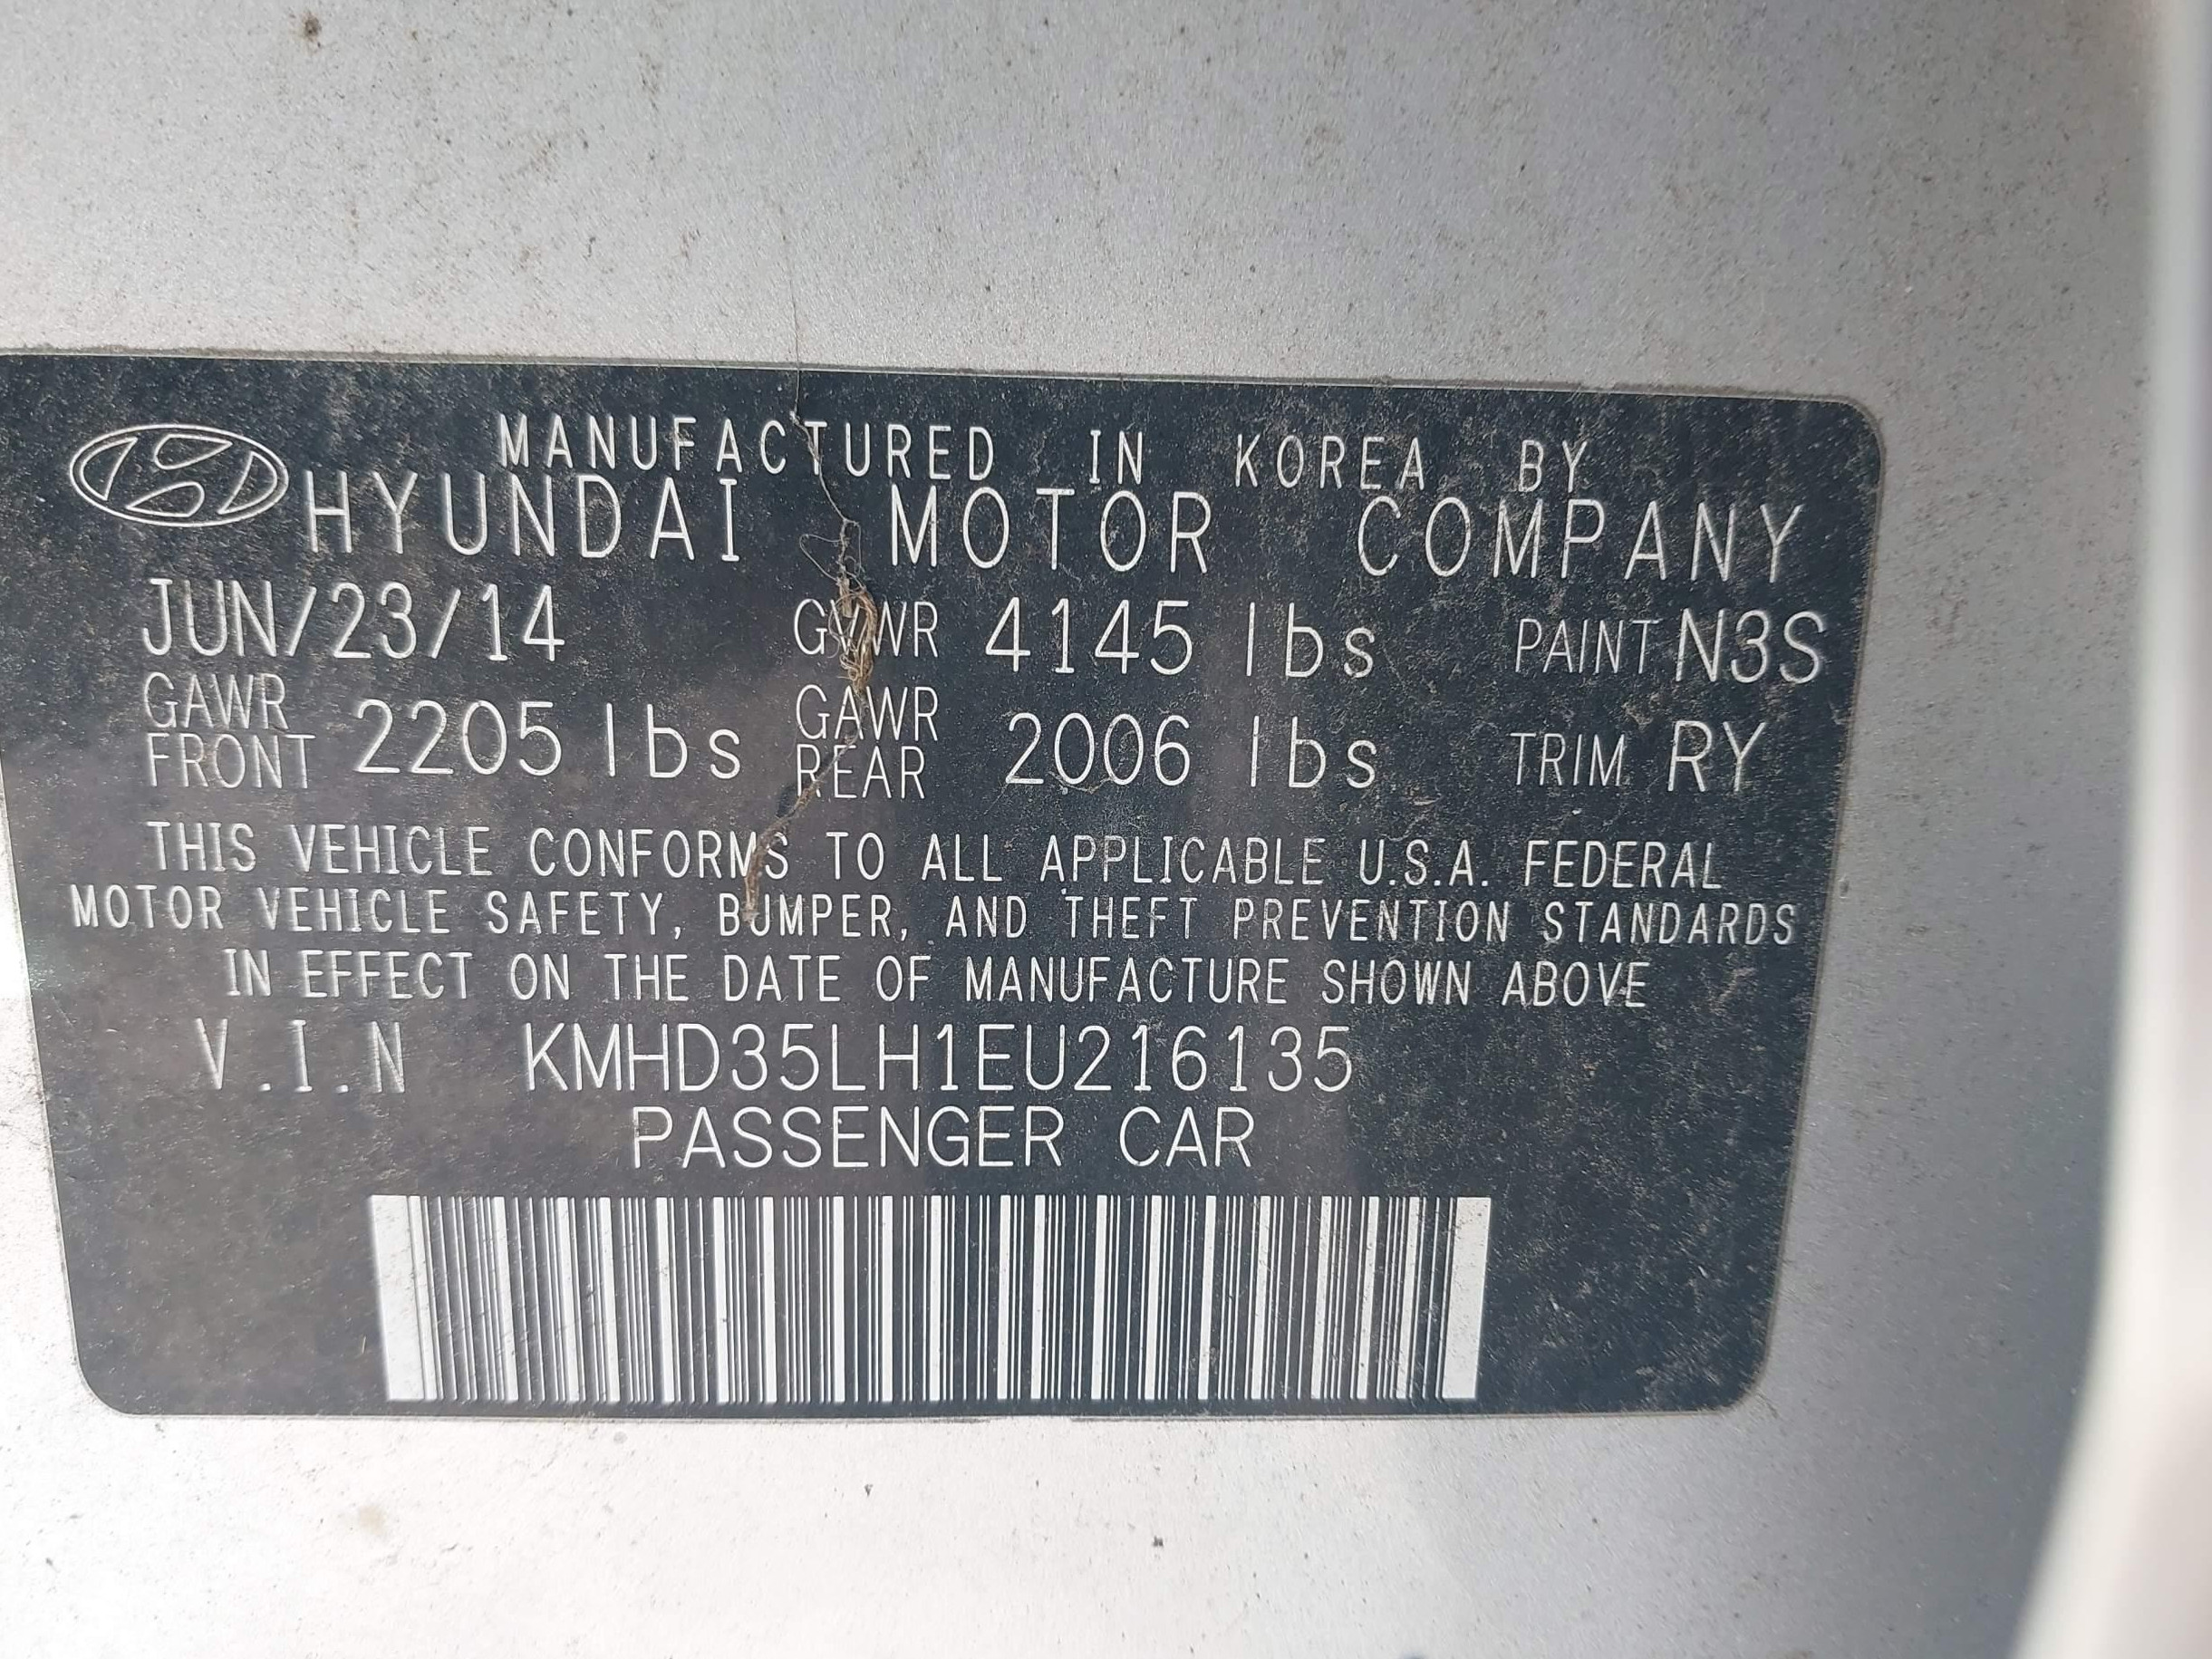 MANUFACTURED IN KOREA BY
HYUNDAI MOTOR COMPANY
JUN/23/14 GVWR 4145 lbs PAINT N3S
GAWR FRONT 2205 lbs GAWR REAR 2006 lbs TRIM RY
THIS VEHICLE CONFORMS TO ALL APPLICABLE U.S.A. FEDERAL
MOTOR VEHICLE SAFETY, BUMPER, AND THEFT PREVENTION STANDARDS
IN EFFECT ON THE DATE OF MANUFACTURE SHOWN ABOVE
V.I.N KMHD35LH1EU216135
PASSENGER CAR